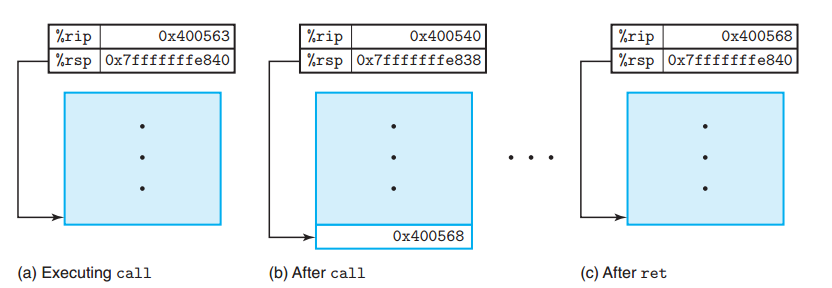 %rip 0x400563
%rsp 0x7fffffffe840
(a) Executing call
%rip 0x400540
%rsp 0x7fffffffe838
0x400568
(b) After call
%rip 0x400568
%rsp 0x7fffffffe840
(c) After ret